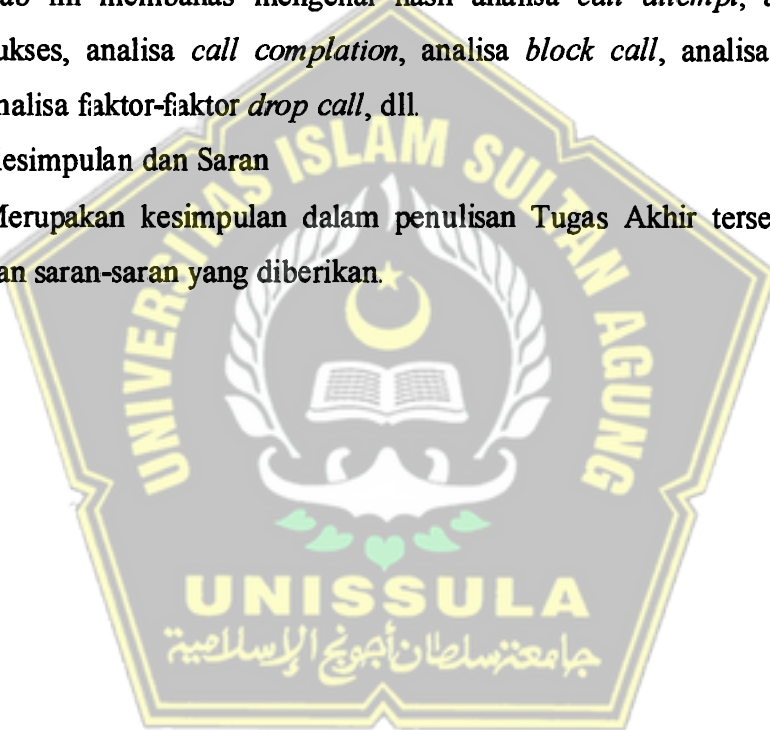 ini membahas mengenai hasil analisa call attempt,
ukses, analisa call complation, analisa block call, analisa
nalisa faktor-faktor drop call, dll.
esimpulan dan Saran
Merupakan kesimpulan dalam penulisan Tugas Akhir terse
an saran-saran yang diberikan.
UNIVERSITAS ISLAM SULTAN AGUNG
UNISSULA
جامعة سلطان أجونج الإسلامية